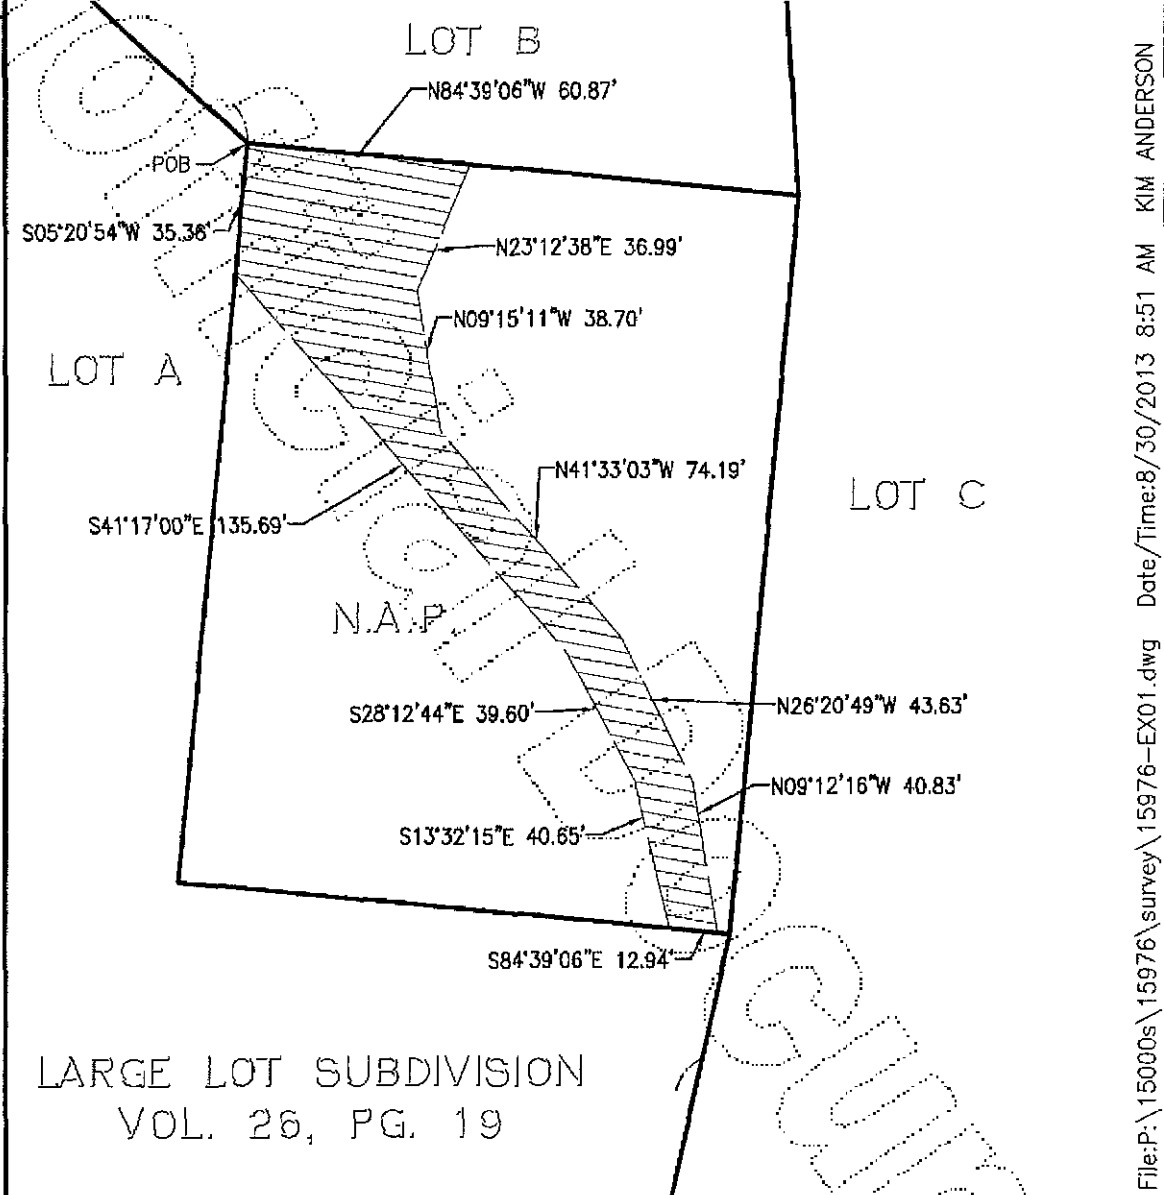 LOT B
N84°39'06"W 60.87'
POB
S05°20'54"W 35.36'
N23°12'38"E 36.99'
N09°15'11"W 38.70'
LOT A
N41°33'03"W 74.19'
LOT C
S41°17'00"E 135.69'
N.A.P.
S28°12'44"E 39.60'
N26°20'49"W 43.63'
N09°12'16"W 40.83'
S13°32'15"E 40.65'
S84°39'06"E 12.94'
LARGE LOT SUBDIVISION
VOL. 26, PG. 19
File:P:\15000s\15976\survey\15976-EX01.dwg Date/Time:8/30/2013 8:51 AM KIM ANDERSON